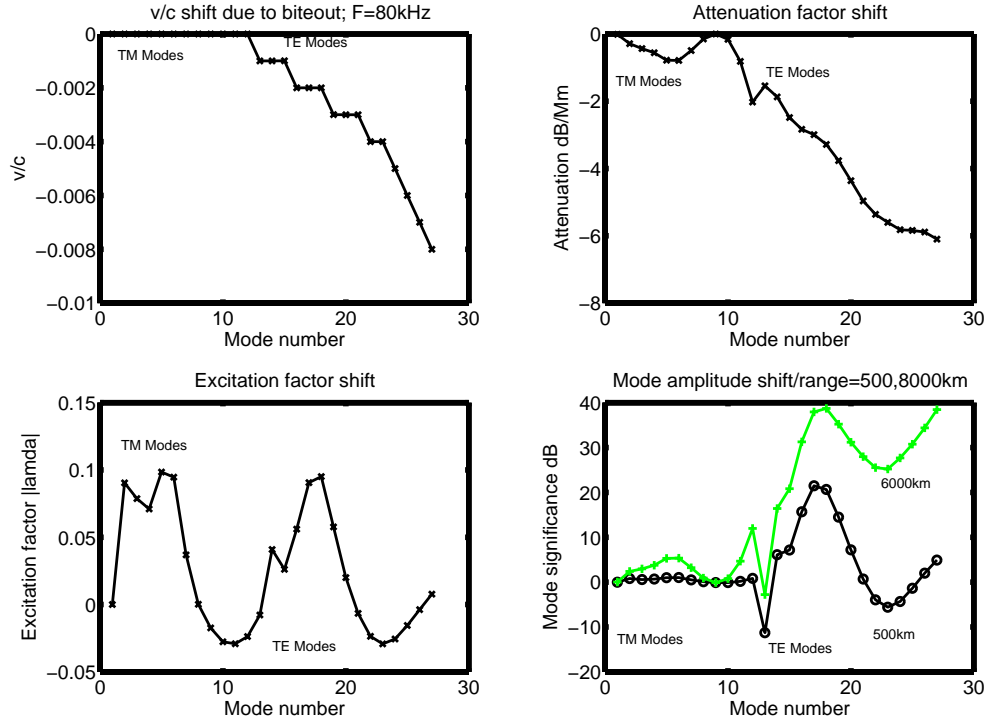 v/c shift due to biteout; F=80kHz
0
−0.002
−0.004
−0.006
−0.008
−0.01
v/c
TM Modes
TE Modes
0
10
20
30
Mode number
Attenuation factor shift
0
−2
−4
−6
−8
Attenuation dB/Mm
TM Modes
TE Modes
0
10
20
30
Mode number
Excitation factor shift
0.15
0.1
0.05
0
−0.05
Excitation factor |lamda|
TM Modes
TE Modes
0
10
20
30
Mode number
Mode amplitude shift/range=500,8000km
40
30
20
10
0
−10
−20
Mode significance dB
6000km
500km
TM Modes
TE Modes
0
10
20
30
Mode number